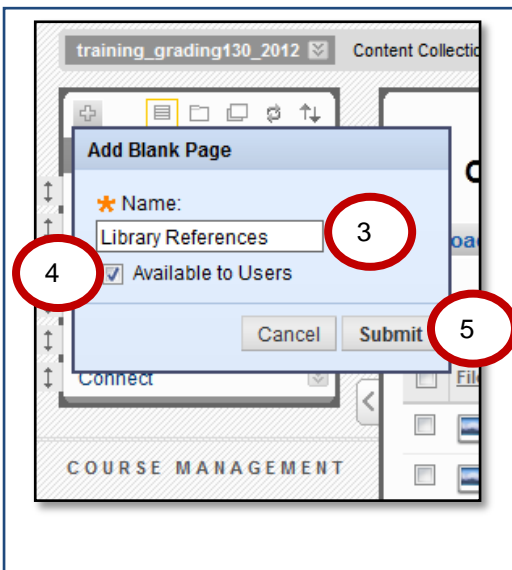 training_grading130_2012 Content Collectio
Add Blank Page
Name:
Library References 3
4 Available to Users
Cancel Submit 5
Connect File
COURSE MANAGEMENT